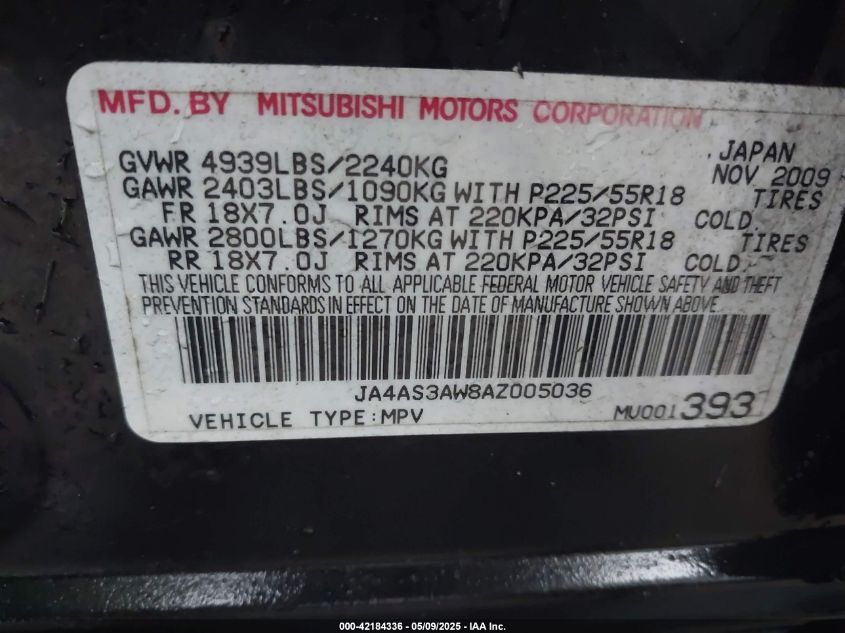 MFD. BY MITSUBISHI MOTORS CORPORATION
JAPAN
GVWR 4939LBS/2240KG NOV 2009
GAWR 2403LBS/1090KG WITH P225/55R18 TIRES
FR 18X7.0J RIMS AT 220KPA/32PSI COLD.
GAWR 2800LBS/1270KG WITH P225/55R18 TIRES
RR 18X7.0J RIMS AT 220KPA/32PSI COLD.
THIS VEHICLE CONFORMS TO ALL APPLICABLE FEDERAL MOTOR VEHICLE SAFETY AND THEFT
PREVENTION STANDARDS IN EFFECT ON THE DATE OF MANUFACTURE SHOWN ABOVE.
JA4AS3AW8AZ005036
VEHICLE TYPE:MPV MU001393
000-42184336 - 05/09/2025 - IAA Inc.